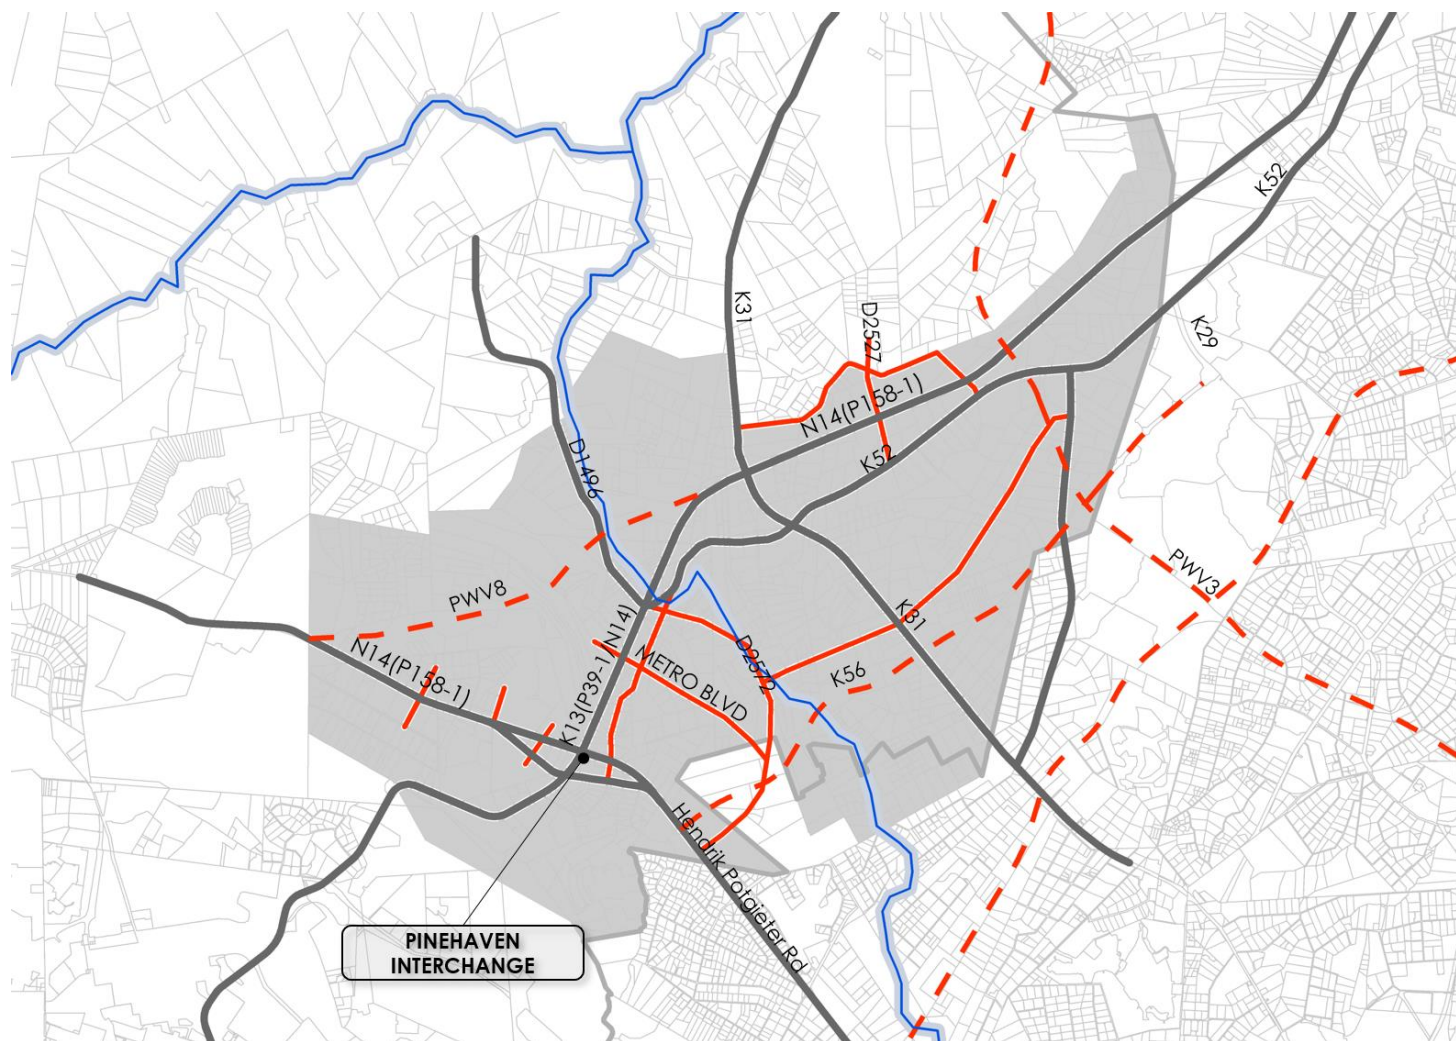 K52
K31
D2527
K29
N14(P158-1)
K52
D1496
PWV8
PWV3
K31
N14(P158-1)
K13(P39-1/N14)
METRO BLVD
D2572
K56
Hendrik Potgieter Rd
PINEHAVEN
INTERCHANGE